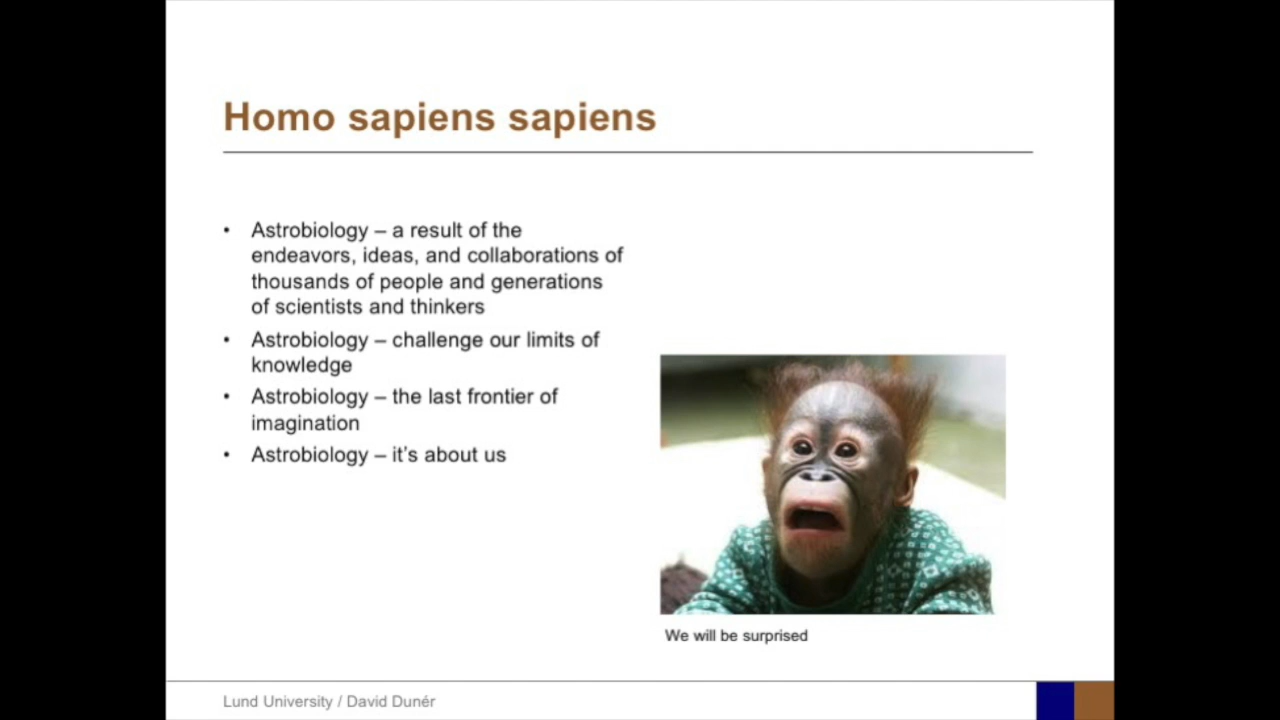 Homo sapiens sapiens
• Astrobiology – a result of the
endeavors, ideas, and collaborations of
thousands of people and generations
of scientists and thinkers
• Astrobiology – challenge our limits of
knowledge
• Astrobiology – the last frontier of
imagination
• Astrobiology – it's about us
We will be surprised
Lund University / David Dunér